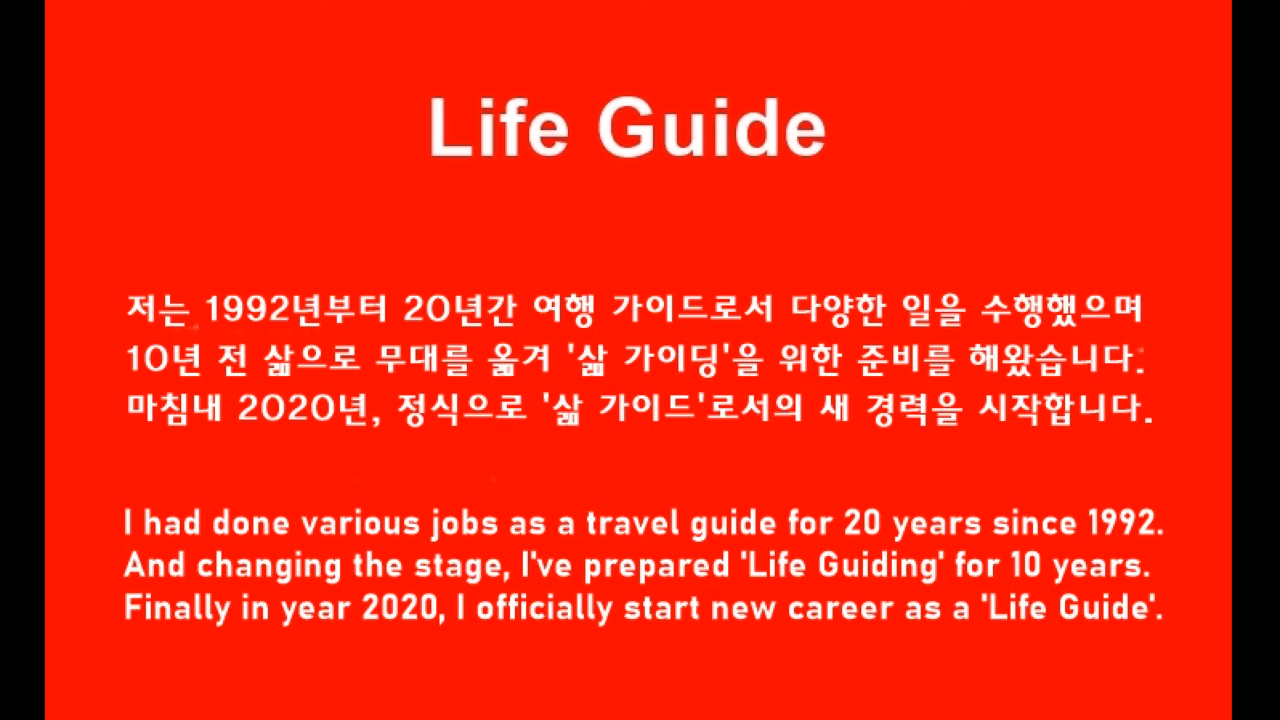 Life Guide
저는 1992년부터 20년간 여행 가이드로서 다양한 일을 수행했으며
10년 전 삶으로 무대를 옮겨 '삶 가이딩'을 위한 준비를 해왔습니다.
마침내 2020년, 정식으로 '삶 가이드'로서의 새 경력을 시작합니다.
I had done various jobs as a travel guide for 20 years since 1992.
And changing the stage, I've prepared 'Life Guiding' for 10 years.
Finally in year 2020, I officially start new career as a 'Life Guide'.